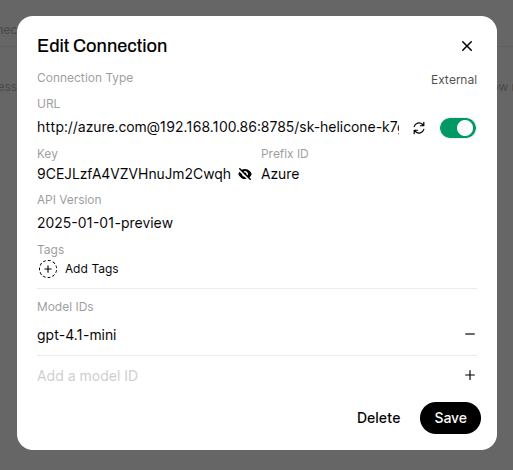 Edit Connection
Connection Type
External
URL
http://azure.com@192.168.100.86:8785/sk-helicone-k7
Key
Prefix ID
9CEJLzfA4VZVHnuJm2Cwqh
Azure
API Version
2025-01-01-preview
Tags
Add Tags
Model IDs
gpt-4.1-mini
Add a model ID
Delete
Save